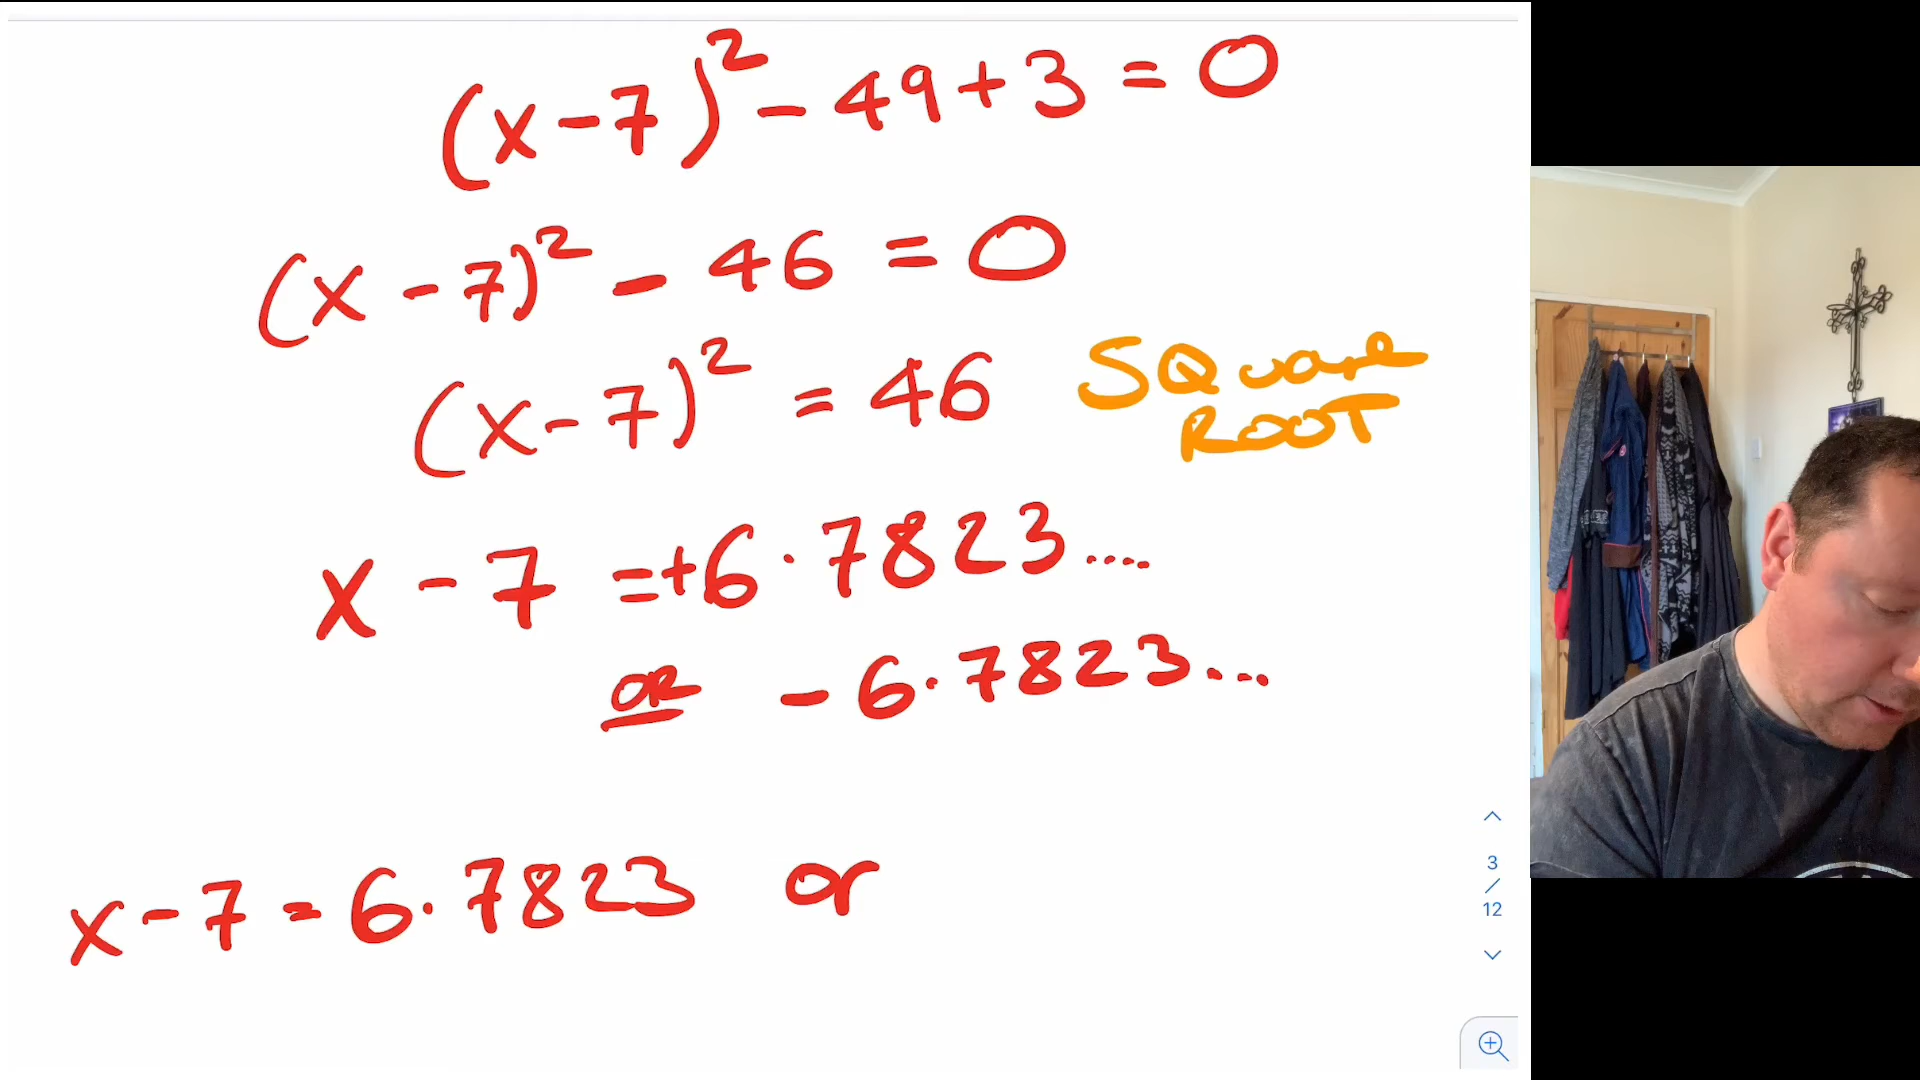 (x-7)² - 49+3 = 0
(x-7)² - 46 = 0
(x-7)² = 46
SQuare
ROOT
x - 7 = +6.7823....
OR - 6.7823...
x-7 = 6.7823 or
3
/
12